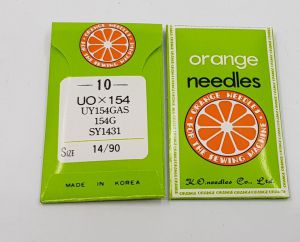 10
UO×154
UY154GAS
154G
SY1431
SIZE 14/90
MADE IN KOREA
orange
needles
ORANGE NEEDLES
FOR THE SEWING MACHINE
K.O. needles Co., Ltd.